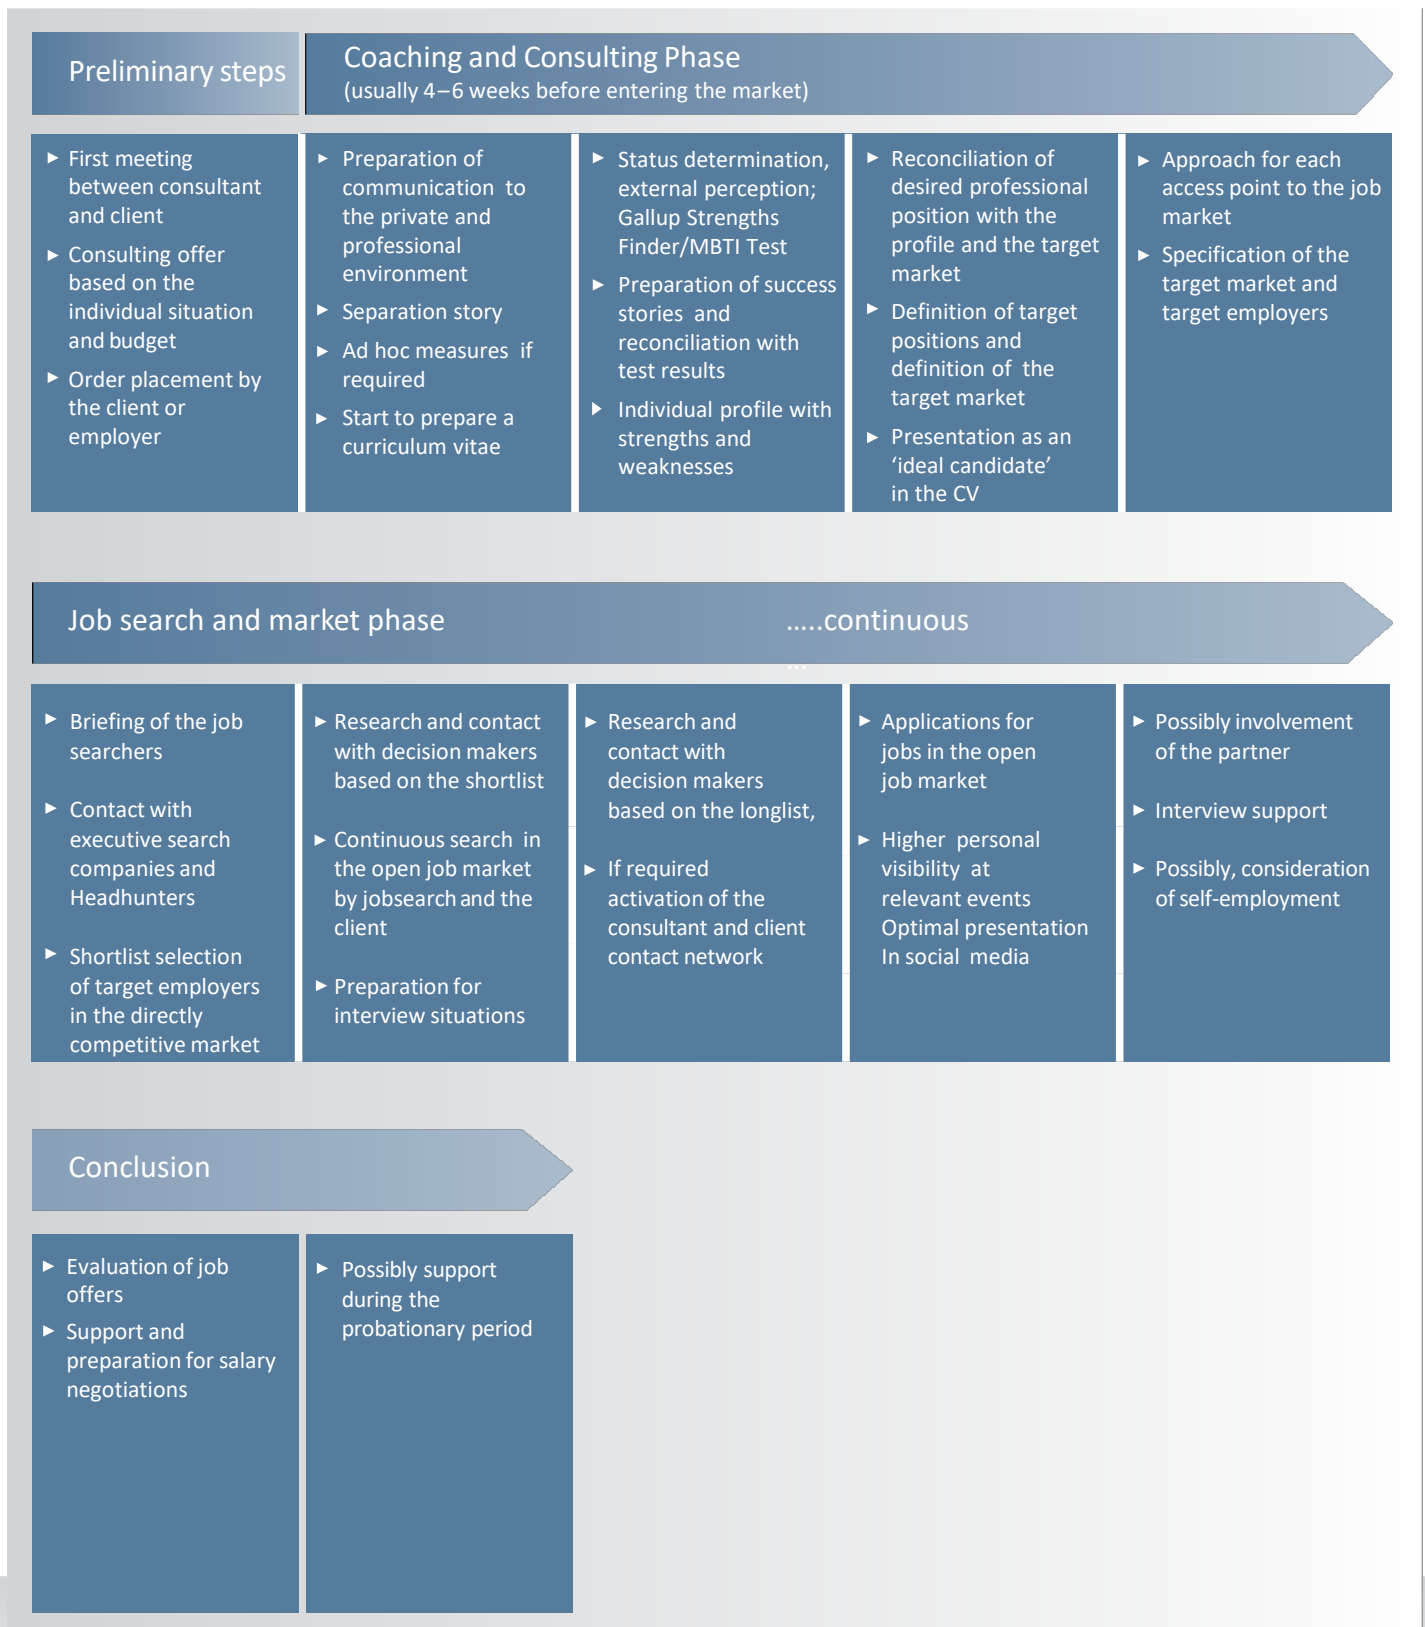 Preliminary steps
Coaching and Consulting Phase
(usually 4–6 weeks before entering the market)
► First meeting
between consultant
and client
► Consulting offer
based on the
individual situation
and budget
► Order placement by
the client or
employer
► Preparation of
communication to
the private and
professional
environment
► Separation story
► Ad hoc measures if
required
► Start to prepare a
curriculum vitae
► Status determination,
external perception;
Gallup Strengths
Finder/MBTI Test
► Preparation of success
stories and
reconciliation with
test results
► Individual profile with
strengths and
weaknesses
► Reconciliation of
desired professional
position with the
profile and the target
market
► Definition of target
positions and
definition of the
target market
► Presentation as an
‘ideal candidate’
in the CV
► Approach for each
access point to the job
market
► Specification of the
target market and
target employers
Job search and market phase
…..continuous
…
► Briefing of the job
searchers
► Contact with
executive search
companies and
Headhunters
► Shortlist selection
of target employers
in the directly
competitive market
► Research and contact
with decision makers
based on the shortlist
► Continuous search in
the open job market
by jobsearch and the
client
► Preparation for
interview situations
► Research and
contact with
decision makers
based on the longlist,
► If required
activation of the
consultant and client
contact network
► Applications for
jobs in the open
job market
► Higher personal
visibility at
relevant events
Optimal presentation
In social media
► Possibly involvement
of the partner
► Interview support
► Possibly, consideration
of self-employment
Conclusion
► Evaluation of job
offers
► Support and
preparation for salary
negotiations
► Possibly support
during the
probationary period